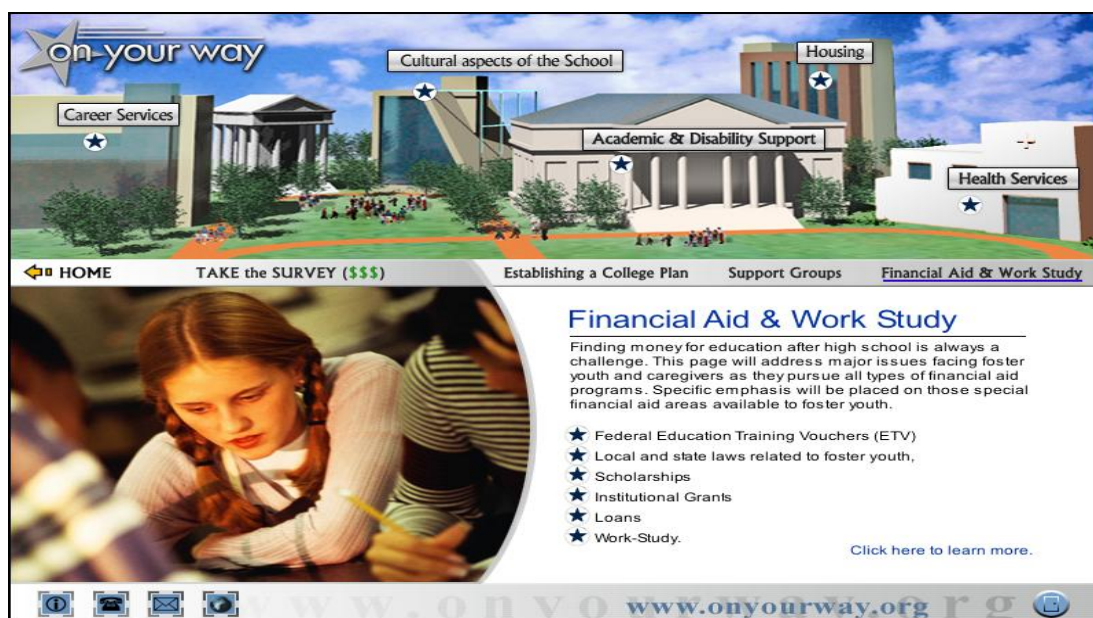 on-your way
Cultural aspects of the School
Housing
Career Services
Academic & Disability Support
Health Services
HOME
TAKE the SURVEY ($$$)
Establishing a College Plan
Support Groups
Financial Aid & Work Study
Financial Aid & Work Study
Finding money for education after high school is always a
challenge. This page will address major issues facing foster
youth and caregivers as they pursue all types of financial aid
programs. Specific emphasis will be placed on those special
financial aid areas available to foster youth.
Federal Education Training Vouchers (ETV)
Local and state laws related to foster youth,
Scholarships
Institutional Grants
Loans
Work-Study.
Click here to learn more.
www.onyourway.org
www.onyourway.org